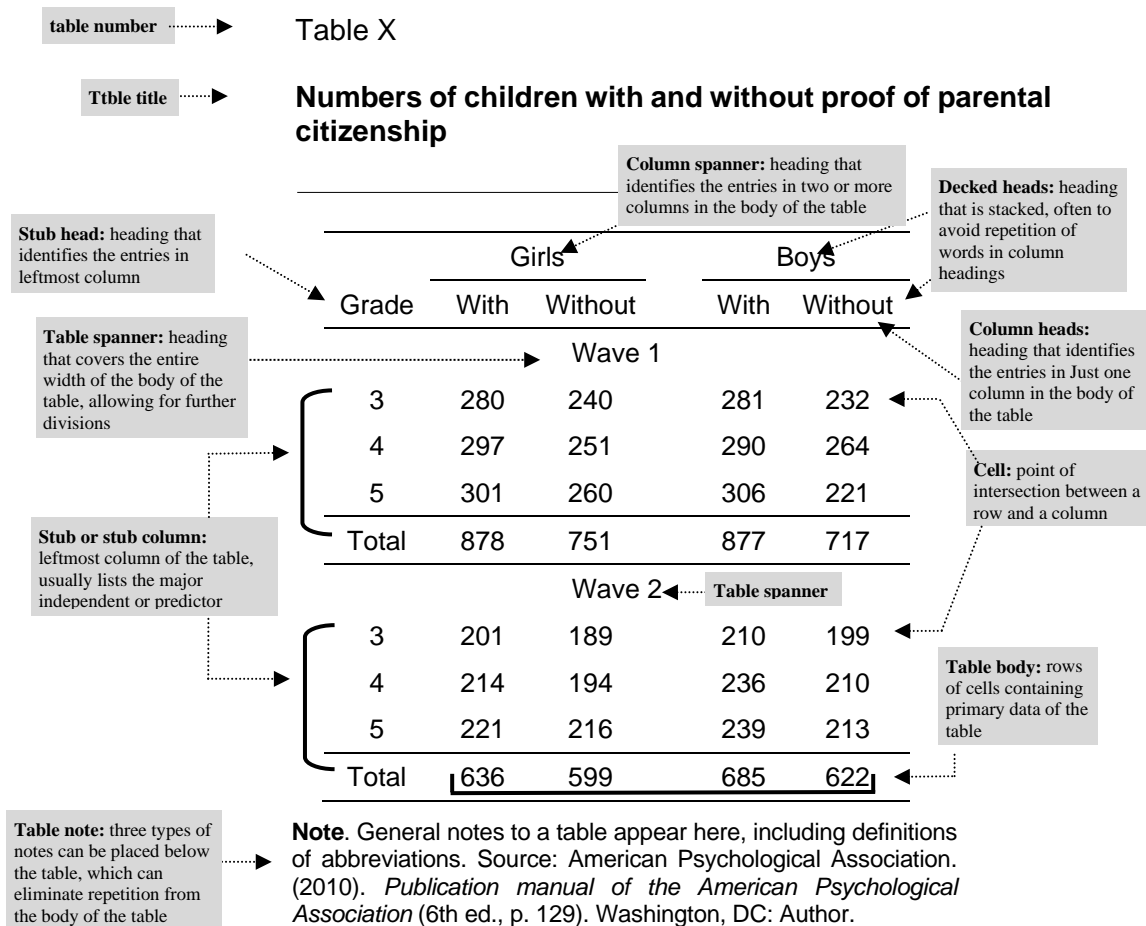 table number
Table X
Ttble title
Numbers of children with and without proof of parental
citizenship
Column spanner: heading that
identifies the entries in two or more
columns in the body of the table
Decked heads: heading
that is stacked, often to
avoid repetition of
words in column
headings
Stub head: heading that
identifies the entries in
leftmost column
Girls Boys
Grade With Without With Without
Table spanner: heading
that covers the entire
width of the body of the
table, allowing for further
divisions
Column heads:
heading that identifies
the entries in Just one
column in the body of
the table
Wave 1
3 280 240 281 232
4 297 251 290 264
5 301 260 306 221
Total 878 751 877 717
Cell: point of
intersection between a
row and a column
Stub or stub column:
leftmost column of the table,
usually lists the major
independent or predictor
Wave 2 Table spanner
3 201 189 210 199
4 214 194 236 210
5 221 216 239 213
Total 636 599 685 622
Table body: rows
of cells containing
primary data of the
table
Table note: three types of
notes can be placed below
the table, which can
eliminate repetition from
the body of the table
Note. General notes to a table appear here, including definitions
of abbreviations. Source: American Psychological Association.
(2010). Publication manual of the American Psychological
Association (6th ed., p. 129). Washington, DC: Author.